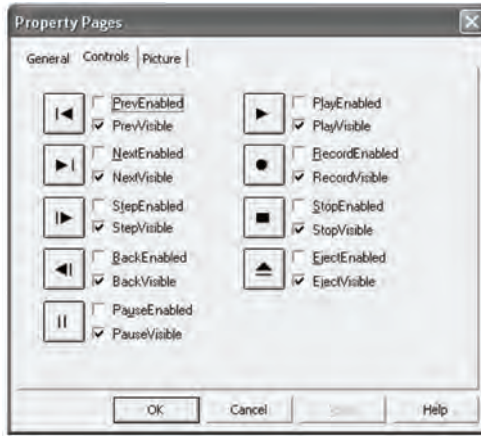 Property Pages
General Controls Picture
PrevEnabled
PrevVisible
NextEnabled
NextVisible
StepEnabled
StepVisible
BackEnabled
BackVisible
PauseEnabled
PauseVisible
PlayEnabled
PlayVisible
RecordEnabled
RecordVisible
StopEnabled
StopVisible
EjectEnabled
EjectVisible
OK Cancel Help